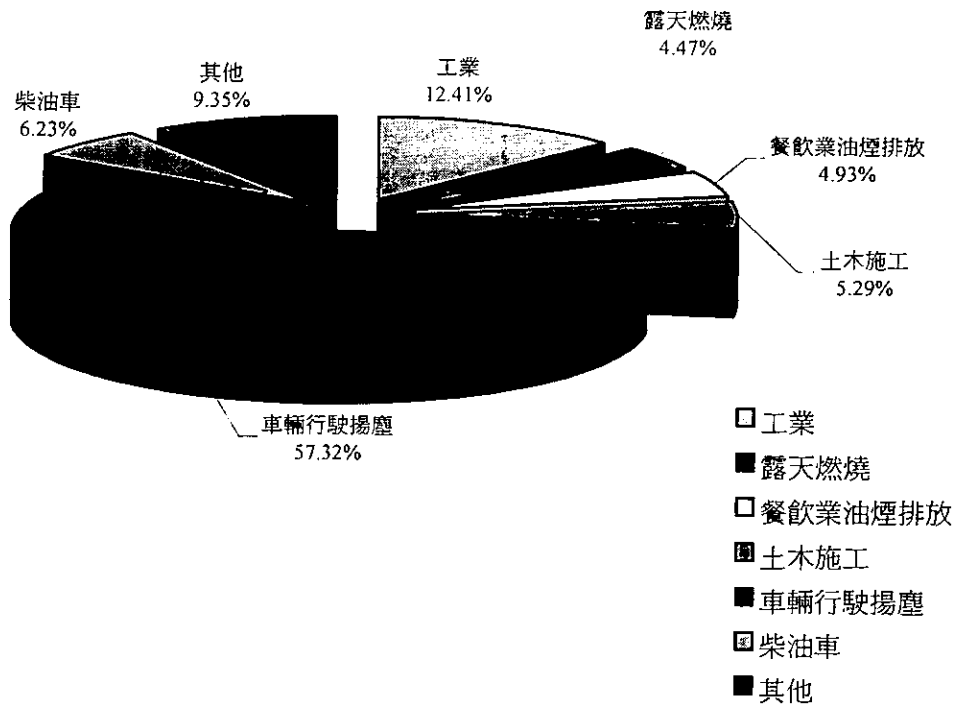 露天燃燒
4.47%
其他
9.35%
工業
12.41%
柴油車
6.23%
餐飲業油煙排放
4.93%
土木施工
5.29%
車輛行駛揚塵
57.32%
工業
露天燃燒
餐飲業油煙排放
土木施工
車輛行駛揚塵
柴油車
其他